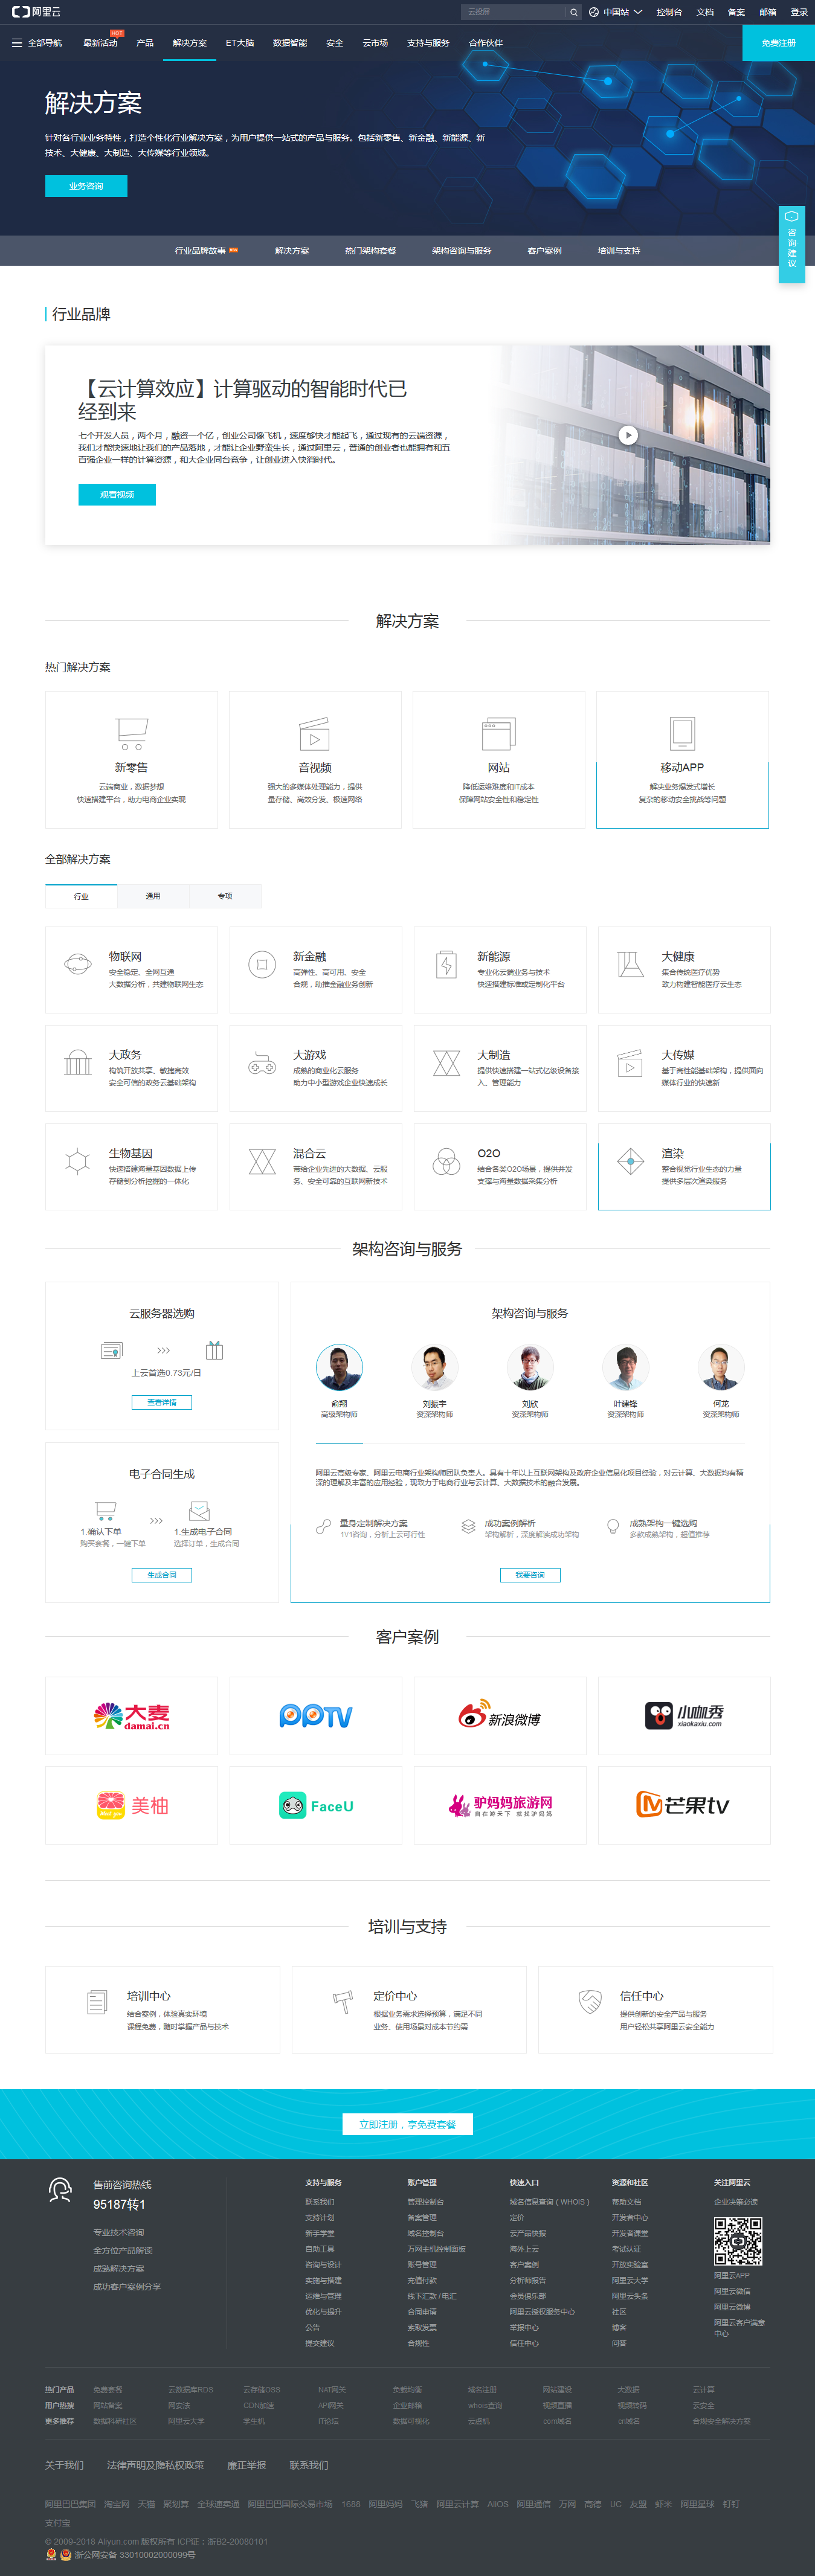 阿里云
云投屏
中国站
控制台
文档
备案
邮箱
登录
全部导航
最新活动
HOT
产品
解决方案
ET大脑
数据智能
安全
云市场
支持与服务
合作伙伴
免费注册
解决方案
针对各行业业务特性，打造个性化行业解决方案，为用户提供一站式的产品与服务。包括新零售、新金融、新能源、新
技术、大健康、大制造、大传媒等行业领域。
业务咨询
咨询建议
行业品牌故事
解决方案
热门架构套餐
架构咨询与服务
客户案例
培训与支持
行业品牌
【云计算效应】计算驱动的智能时代已
经到来
七个开发人员，两个月，融资一个亿，创业公司像飞机，速度够快才能起飞，通过现有的云端资源，
我们才能快速地让我们的产品落地，才能让企业野蛮生长，通过阿里云，普通的创业者也能拥有和五
百强企业一样的计算资源，和大企业同台竞争，让创业进入快消时代。
观看视频
解决方案
热门解决方案
新零售
云端商业，数据梦想
快速搭建平台，助力电商企业实现
音视频
强大的多媒体处理能力，提供
量存储、高效分发、极速网络
网站
降低运维难度和IT成本
保障网站安全性和稳定性
移动APP
解决业务爆发式增长
复杂的移动安全挑战等问题
全部解决方案
行业
通用
专项
物联网
安全稳定、全网互通
大数据分析，共建物联网生态
新金融
高弹性、高可用、安全
合规，助推金融业务创新
新能源
专业化云端业务与技术
快速搭建标准或定制化平台
大健康
集合传统医疗优势
致力构建智能医疗云生态
大政务
构筑开放共享、敏捷高效
安全可信的政务云基础架构
大游戏
成熟的商业化云服务
助力中小型游戏企业快速成长
大制造
提供快速搭建一站式亿级设备接
入、管理能力
大传媒
基于高性能基础架构，提供面向
媒体行业的快速新
生物基因
快速搭建海量基因数据上传
存储到分析挖掘的一体化
混合云
带给企业先进的大数据、云服
务、安全可靠的互联网新技术
O2O
结合各类O2O场景，提供并发
支撑与海量数据采集分析
渲染
整合视觉行业生态的力量
提供多层次渲染服务
架构咨询与服务
云服务器选购
上云首选0.73元/日
查看详情
电子合同生成
1.确认下单
购买套餐，一键下单
1.生成电子合同
选择订单，生成合同
生成合同
架构咨询与服务
俞翔
高级架构师
刘振宇
资深架构师
刘欣
资深架构师
叶建锋
资深架构师
何龙
资深架构师
阿里云高级专家、阿里云电商行业架构师团队负责人。具有十年以上互联网架构及政府企业信息化项目经验，对云计算、大数据均有精
深的理解及丰富的应用经验，现致力于电商行业与云计算、大数据技术的融合发展。
量身定制解决方案
1V1咨询，分析上云可行性
成功案例解析
架构解析，深度解读成功架构
成熟架构一键选购
多款成熟架构，超值推荐
我要咨询
客户案例
大麦
damai.cn
PPTV
新浪微博
小咖秀
xiaokaxiu.com
美柚
FaceU
驴妈妈旅游网
自在游天下 就找驴妈妈
芒果tv
培训与支持
培训中心
结合案例，体验真实环境
课程免费，随时掌握产品与技术
定价中心
根据业务需求选择预算，满足不同
业务、使用场景对成本节约需
信任中心
提供创新的安全产品与服务
用户轻松共享阿里云安全能力
立即注册，享免费套餐
售前咨询热线
95187转1
专业技术咨询
全方位产品解读
成熟解决方案
成功客户案例分享
支持与服务
联系我们
支持计划
新手学堂
自助工具
咨询与设计
实施与搭建
运维与管理
优化与提升
公告
提交建议
账户管理
管理控制台
备案管理
域名控制台
万网主机控制面板
账号管理
充值付款
线下汇款 / 电汇
合同申请
索取发票
合规性
快速入口
域名信息查询（WHOIS）
定价
云产品快报
海外上云
客户案例
分析师报告
会员俱乐部
阿里云授权服务中心
举报中心
信任中心
资源和社区
帮助文档
开发者中心
开发者课堂
考试认证
开放实验室
阿里云大学
阿里云头条
社区
博客
问答
关注阿里云
企业决策必读
阿里云APP
阿里云微信
阿里云微博
阿里云客户满意
中心
热门产品 免费套餐 云数据库RDS 云存储OSS NAT网关 负载均衡 域名注册 网站建设 大数据 云计算
用户热搜 网站备案 网安法 CDN加速 API网关 企业邮箱 whois查询 视频直播 视频转码 云安全
更多推荐 数据科研社区 阿里云大学 学生机 IT论坛 数据可视化 云虚机 com域名 cn域名 合规安全解决方案
关于我们 法律声明及隐私权政策 廉正举报 联系我们
阿里巴巴集团 淘宝网 天猫 聚划算 全球速卖通 阿里巴巴国际交易市场 1688 阿里妈妈 飞猪 阿里云计算 AliOS 阿里通信 万网 高德 UC 友盟 虾米 阿里星球 钉钉
支付宝
© 2009-2018 Aliyun.com 版权所有 ICP证：浙B2-20080101
浙公网安备 33010002000099号